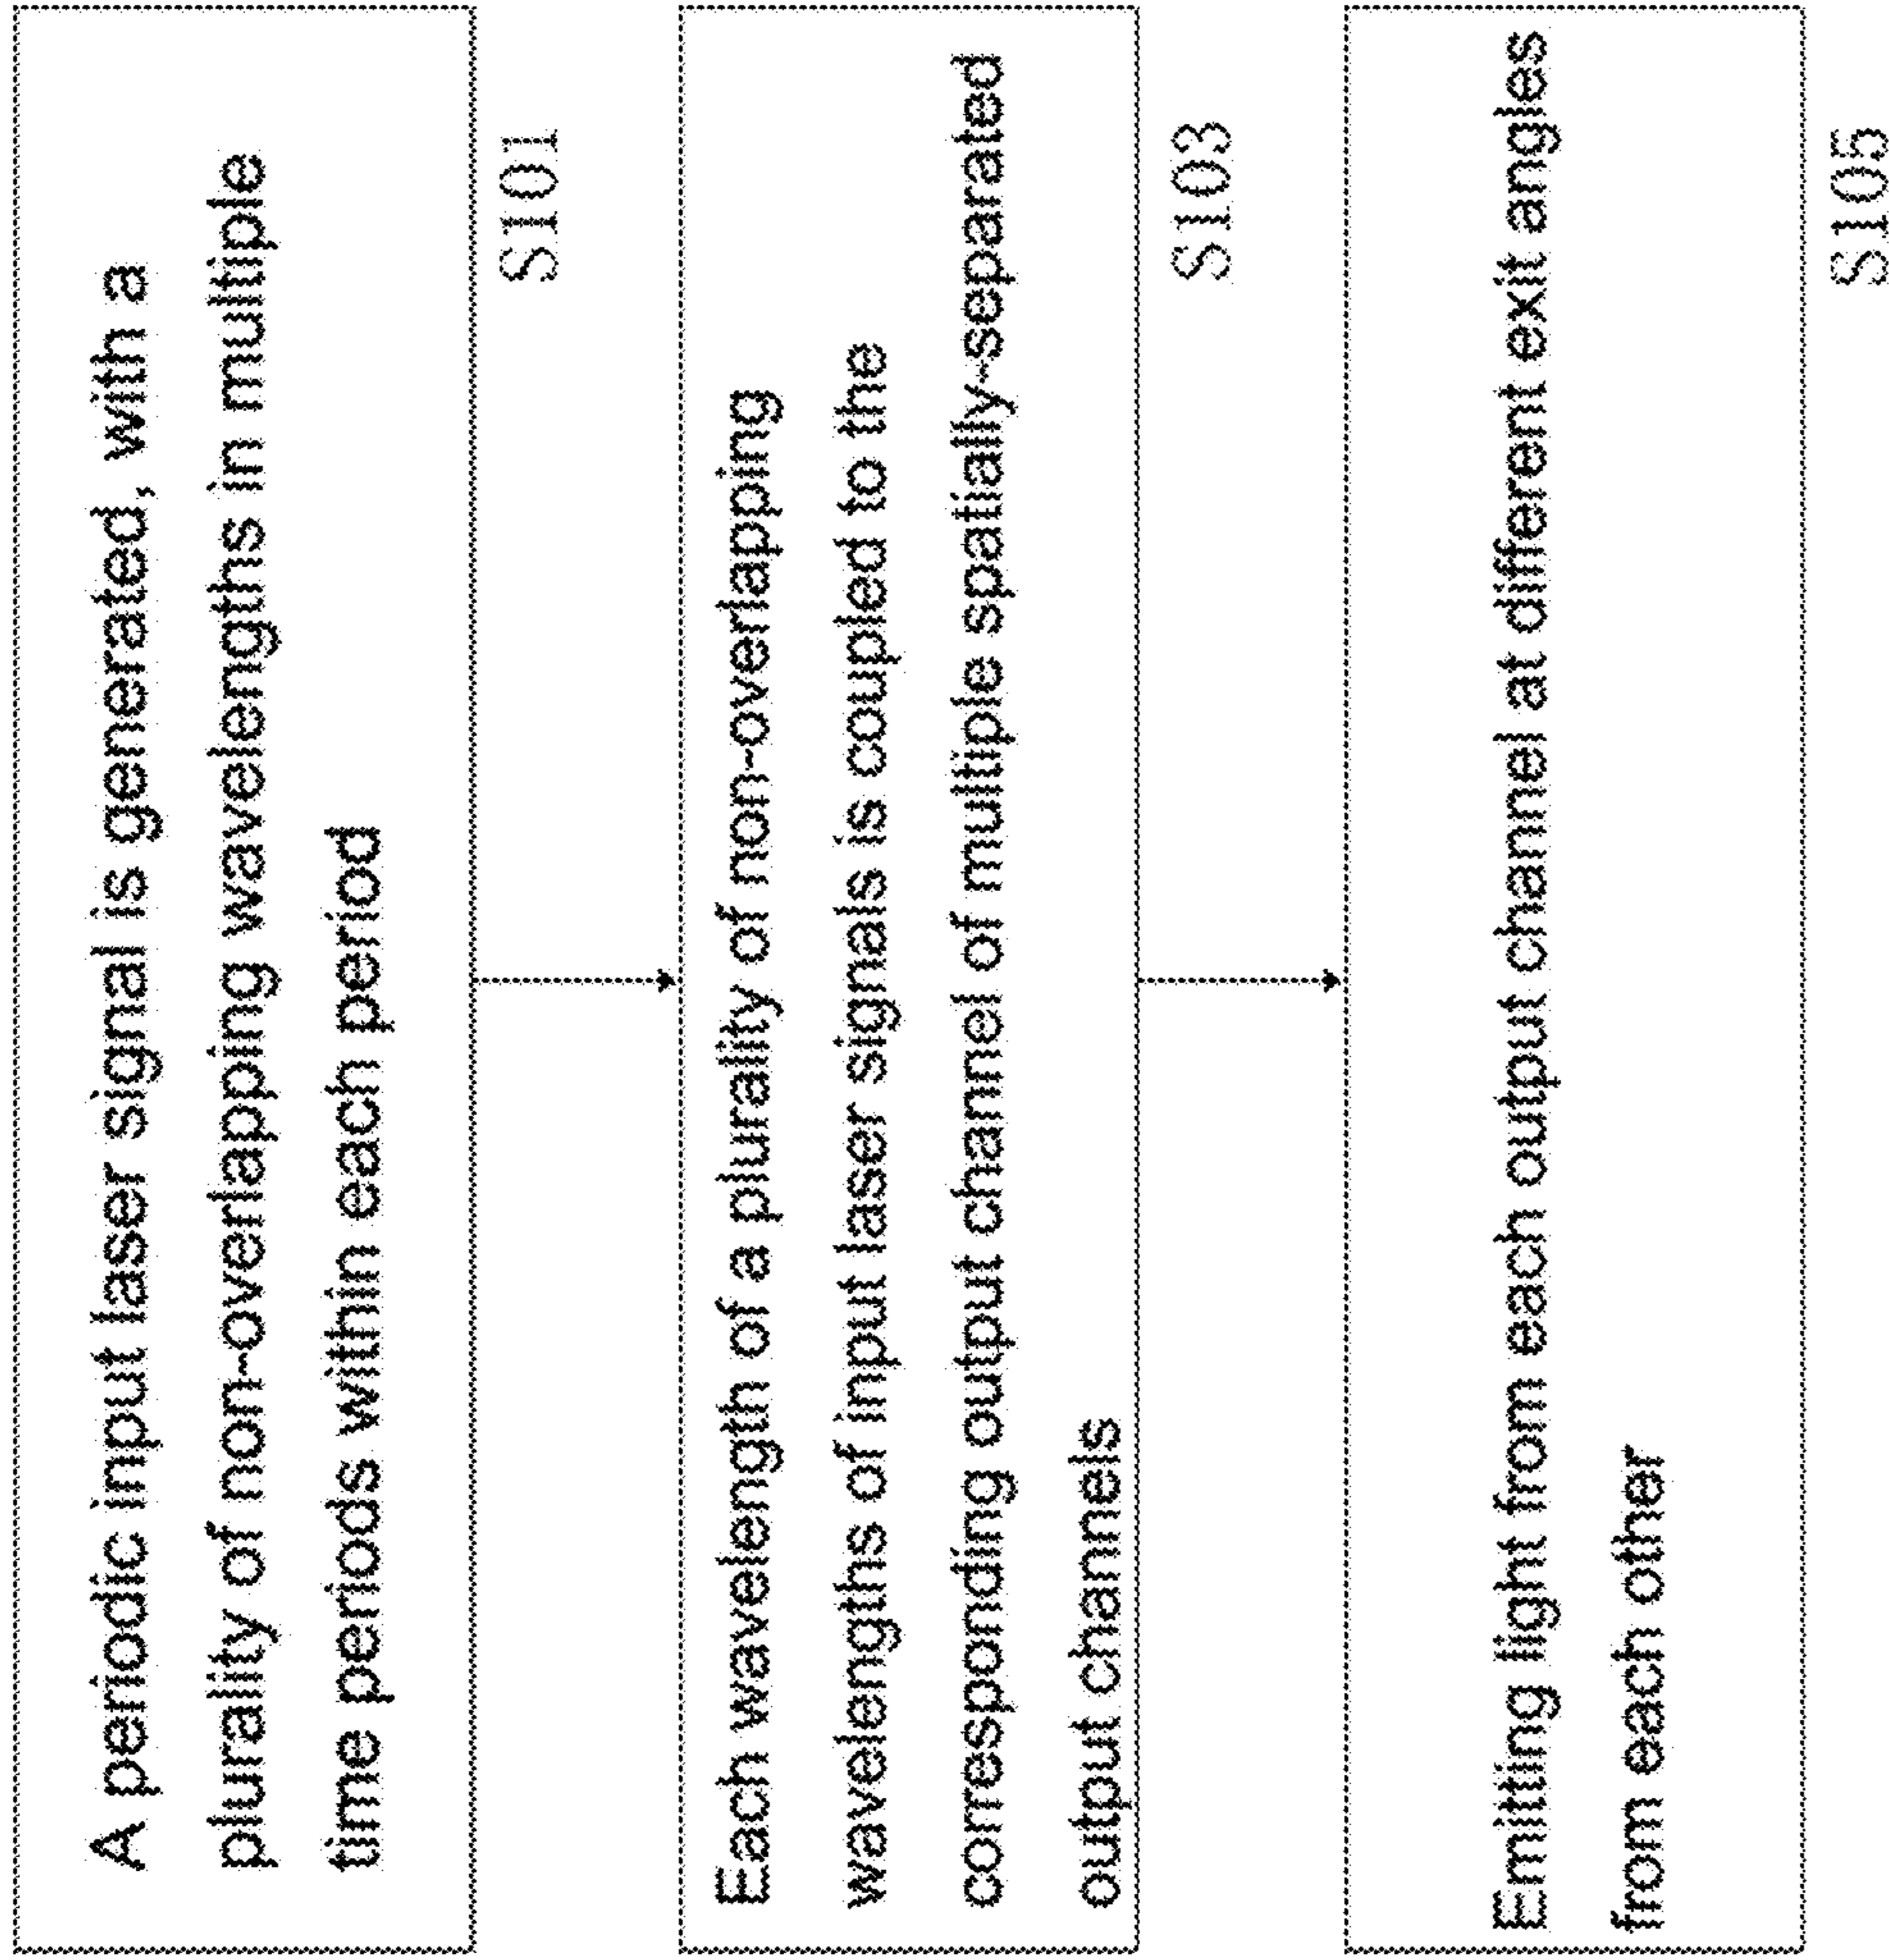 A periodic input laser signal is generated, with a
plurality of non-overlapping wavelengths in multiple
time periods within each period
S101
Each wavelength of a plurality of non-overlapping
wavelengths of input laser signals is coupled to the
corresponding output channel of multiple spatially-separated
output channels
S103
Emitting light from each output channel at different exit angles
from each other
S105